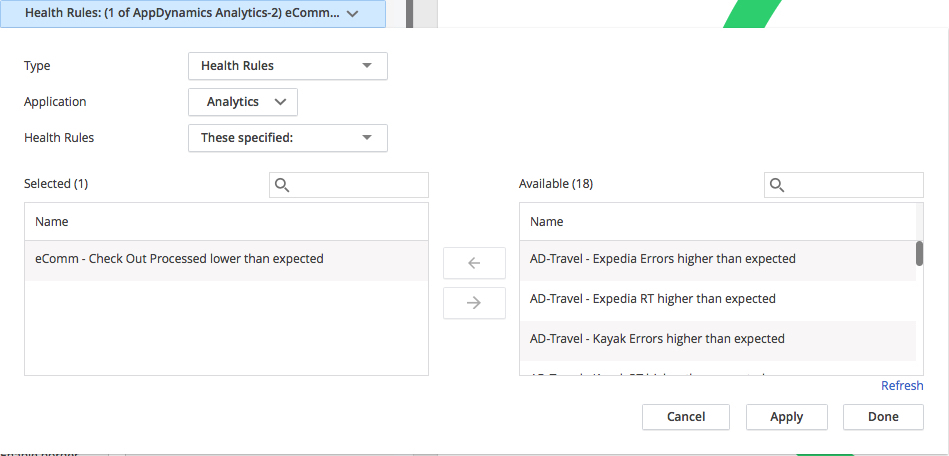 Health Rules: (1 of AppDynamics Analytics-2) eComm...
Type
Health Rules
Application
Analytics
Health Rules
These specified:
Selected (1)
Available (18)
Name
Name
eComm - Check Out Processed lower than expected
AD-Travel - Expedia Errors higher than expected
AD-Travel - Expedia RT higher than expected
AD-Travel - Kayak Errors higher than expected
Refresh
Cancel
Apply
Done